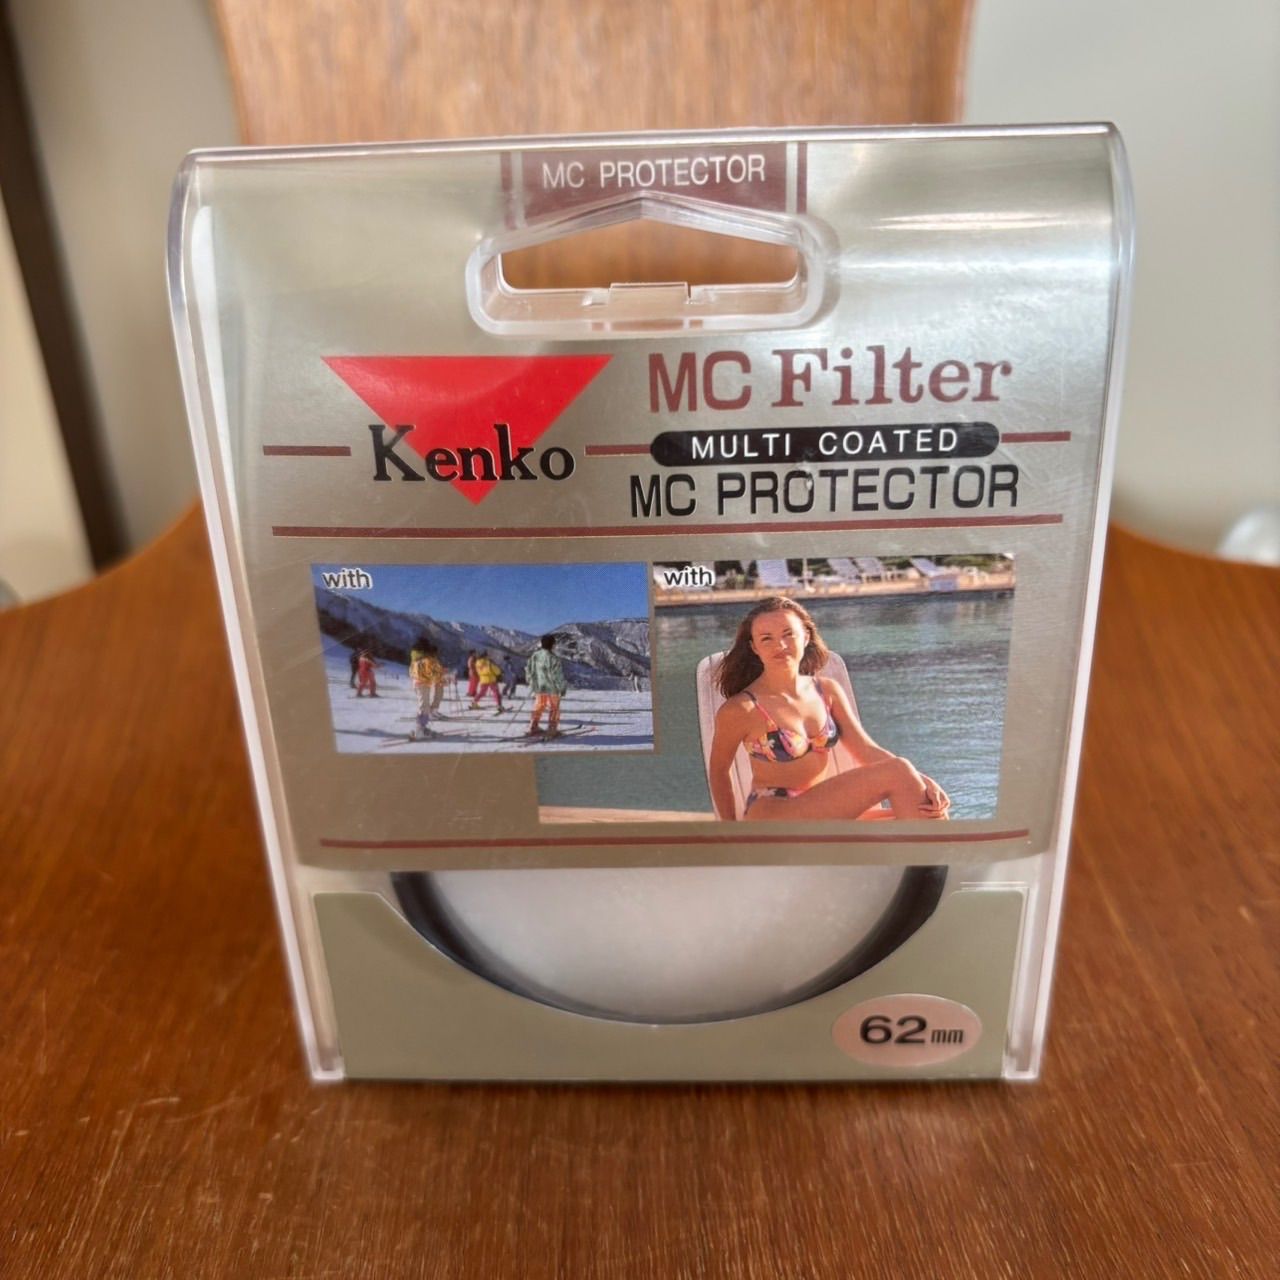 MC PROTECTOR
Kenko
MC Filter
MULTI COATED
MC PROTECTOR
with
with
62mm